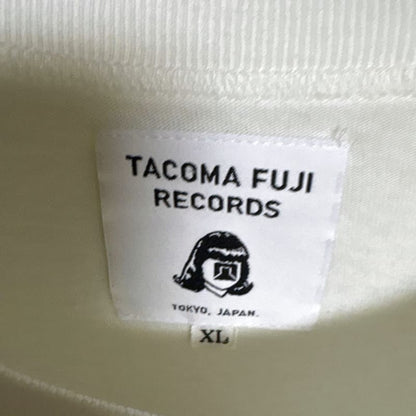 TACOMA FUJI
RECORDS
TOKYO, JAPAN.
XL